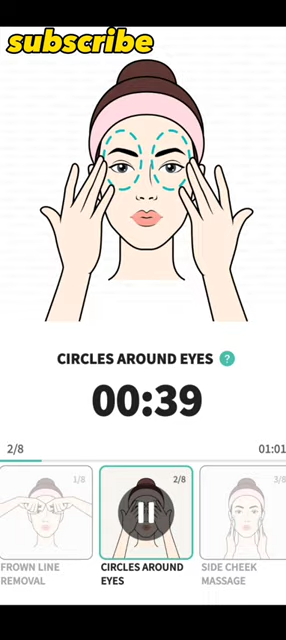 subscribe
CIRCLES AROUND EYES ?
00:39
2/8 01:01
1/8 2/8 3/8
FROWN LINE REMOVAL
CIRCLES AROUND EYES
SIDE CHEEK MASSAGE